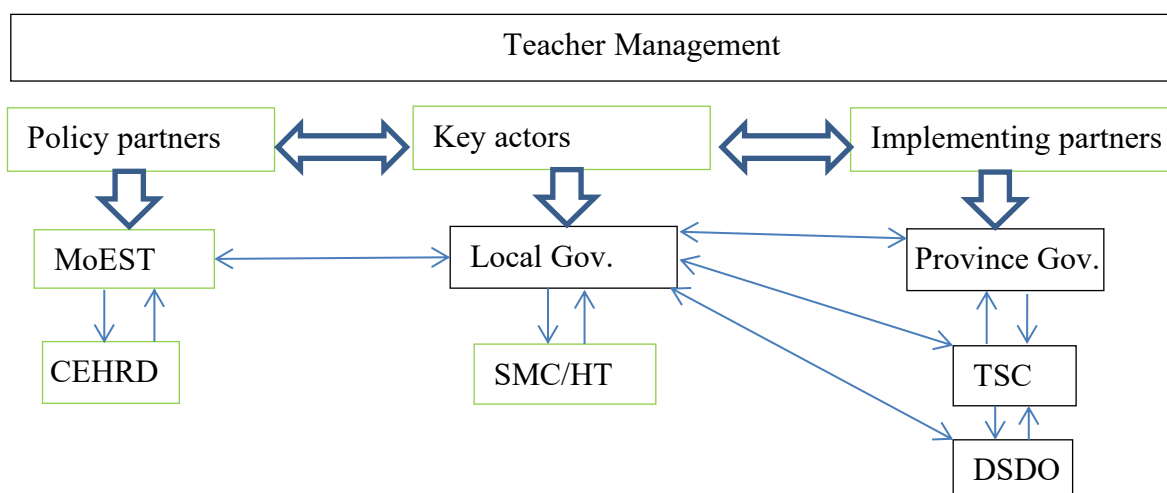 Teacher Management
Policy partners
Key actors
Implementing partners
MoEST
Local Gov.
Province Gov.
CEHRD
SMC/HT
TSC
DSDO